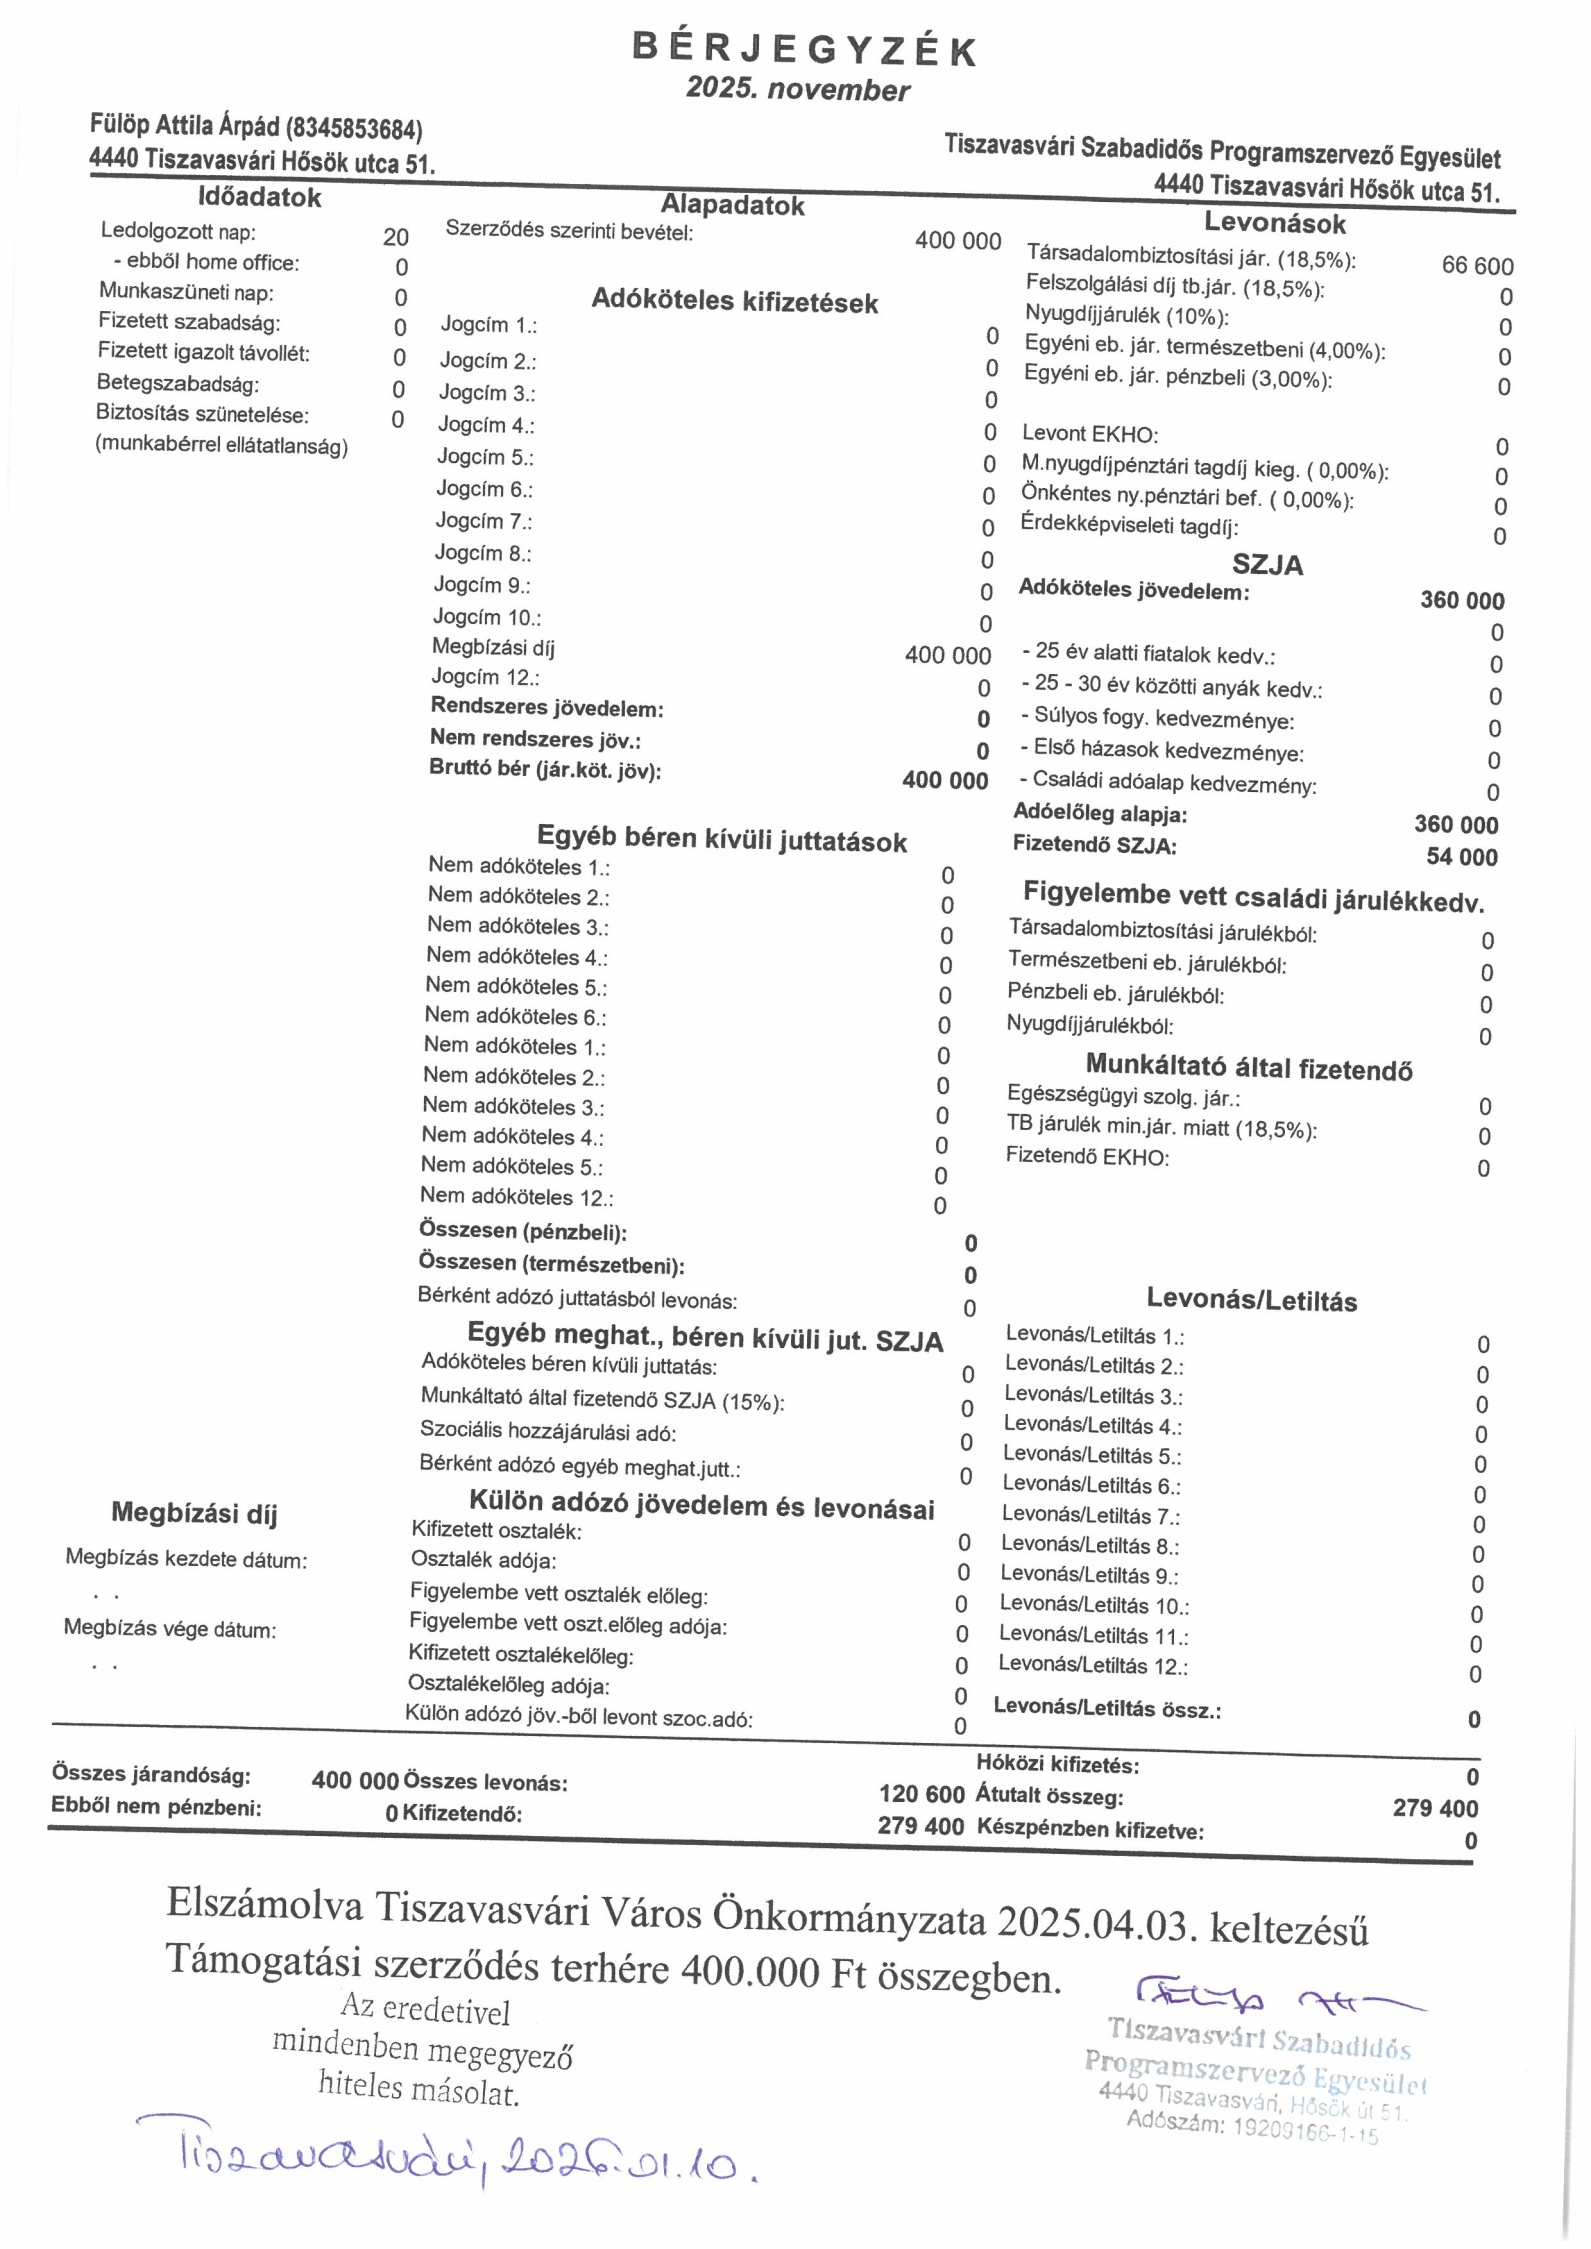 BÉRJEGYZÉK
2025. november
Fülöp Attila Árpád (8345853684)
4440 Tiszavasvári Hősök utca 51.
Tiszavasvári Szabadidős Programszervező Egyesület
4440 Tiszavasvári Hősök utca 51.
Időadatok
Ledolgozott nap: 20
- ebből home office: 0
Munkaszüneti nap: 0
Fizetett szabadság: 0
Fizetett igazolt távollét: 0
Betegszabadság: 0
Biztosítás szünetelése: 0
(munkabérrel ellátatlanság)
Alapadatok
Szerződés szerinti bevétel: 400 000
Adóköteles kifizetések
Jogcím 1.: 0
Jogcím 2.: 0
Jogcím 3.: 0
Jogcím 4.: 0
Jogcím 5.: 0
Jogcím 6.: 0
Jogcím 7.: 0
Jogcím 8.: 0
Jogcím 9.: 0
Jogcím 10.: 0
Megbízási díj 400 000
Jogcím 12.: 0
Rendszeres jövedelem: 0
Nem rendszeres jöv.: 0
Bruttó bér (jár.köt. jöv): 400 000
Egyéb béren kívüli juttatások
Nem adóköteles 1.: 0
Nem adóköteles 2.: 0
Nem adóköteles 3.: 0
Nem adóköteles 4.: 0
Nem adóköteles 5.: 0
Nem adóköteles 6.: 0
Nem adóköteles 1.: 0
Nem adóköteles 2.: 0
Nem adóköteles 3.: 0
Nem adóköteles 4.: 0
Nem adóköteles 5.: 0
Nem adóköteles 12.: 0
Összesen (pénzbeli): 0
Összesen (természetbeni): 0
Bérként adózó juttatásból levonás: 0
Egyéb meghat., béren kívüli jut. SZJA
Adóköteles béren kívüli juttatás: 0
Munkáltató által fizetendő SZJA (15%): 0
Szociális hozzájárulási adó: 0
Bérként adózó egyéb meghat.jutt.: 0
Külön adózó jövedelem és levonásai
Kifizetett osztalék: 0
Osztalék adója: 0
Figyelembe vett osztalék előleg: 0
Figyelembe vett oszt.előleg adója: 0
Kifizetett osztalékelőleg: 0
Osztalékelőleg adója: 0
Külön adózó jöv.-ből levont szoc.adó: 0
Levonások
Társadalombiztosítási jár. (18,5%): 66 600
Felszolgálási díj tb.jár. (18,5%): 0
Nyugdíjjárulék (10%): 0
Egyéni eb. jár. természetbeni (4,00%): 0
Egyéni eb. jár. pénzbeli (3,00%): 0
Levont EKHO: 0
M.nyugdíjpénztári tagdíj kieg. ( 0,00%): 0
Önkéntes ny.pénztári bef. ( 0,00%): 0
Érdekképviseleti tagdíj: 0
SZJA
Adóköteles jövedelem: 360 000
0
- 25 év alatti fiatalok kedv.: 0
- 25 - 30 év közötti anyák kedv.: 0
- Súlyos fogy. kedvezménye: 0
- Első házasok kedvezménye: 0
- Családi adóalap kedvezmény: 0
Adóelőleg alapja: 360 000
Fizetendő SZJA: 54 000
Figyelembe vett családi járulékkedv.
Társadalombiztosítási járulékból: 0
Természetbeni eb. járulékból: 0
Pénzbeli eb. járulékból: 0
Nyugdíjjárulékból: 0
Munkáltató által fizetendő
Egészségügyi szolg. jár.: 0
TB járulék min.jár. miatt (18,5%): 0
Fizetendő EKHO: 0
Levonás/Letiltás
Levonás/Letiltás 1.: 0
Levonás/Letiltás 2.: 0
Levonás/Letiltás 3.: 0
Levonás/Letiltás 4.: 0
Levonás/Letiltás 5.: 0
Levonás/Letiltás 6.: 0
Levonás/Letiltás 7.: 0
Levonás/Letiltás 8.: 0
Levonás/Letiltás 9.: 0
Levonás/Letiltás 10.: 0
Levonás/Letiltás 11.: 0
Levonás/Letiltás 12.: 0
Levonás/Letiltás össz.: 0
Megbízási díj
Megbízás kezdete dátum:
. .
Megbízás vége dátum:
. .
Hóközi kifizetés: 0
Összes járandóság: 400 000 Összes levonás: 120 600 Átutalt összeg: 279 400
Ebből nem pénzbeli: 0 Kifizetendő: 279 400 Készpénzben kifizetve: 0
Elszámolva Tiszavasvári Város Önkormányzata 2025.04.03. keltezésű
Támogatási szerződés terhére 400.000 Ft összegben.
Az eredetivel
mindenben megegyező
hiteles másolat.
Tiszavasvári Szabadidős
Programszervező Egyesület
4440 Tiszavasvári, Hősök út 51.
Adószám: 19209166-1-15
Tiszavasvári, 2026.01.10.